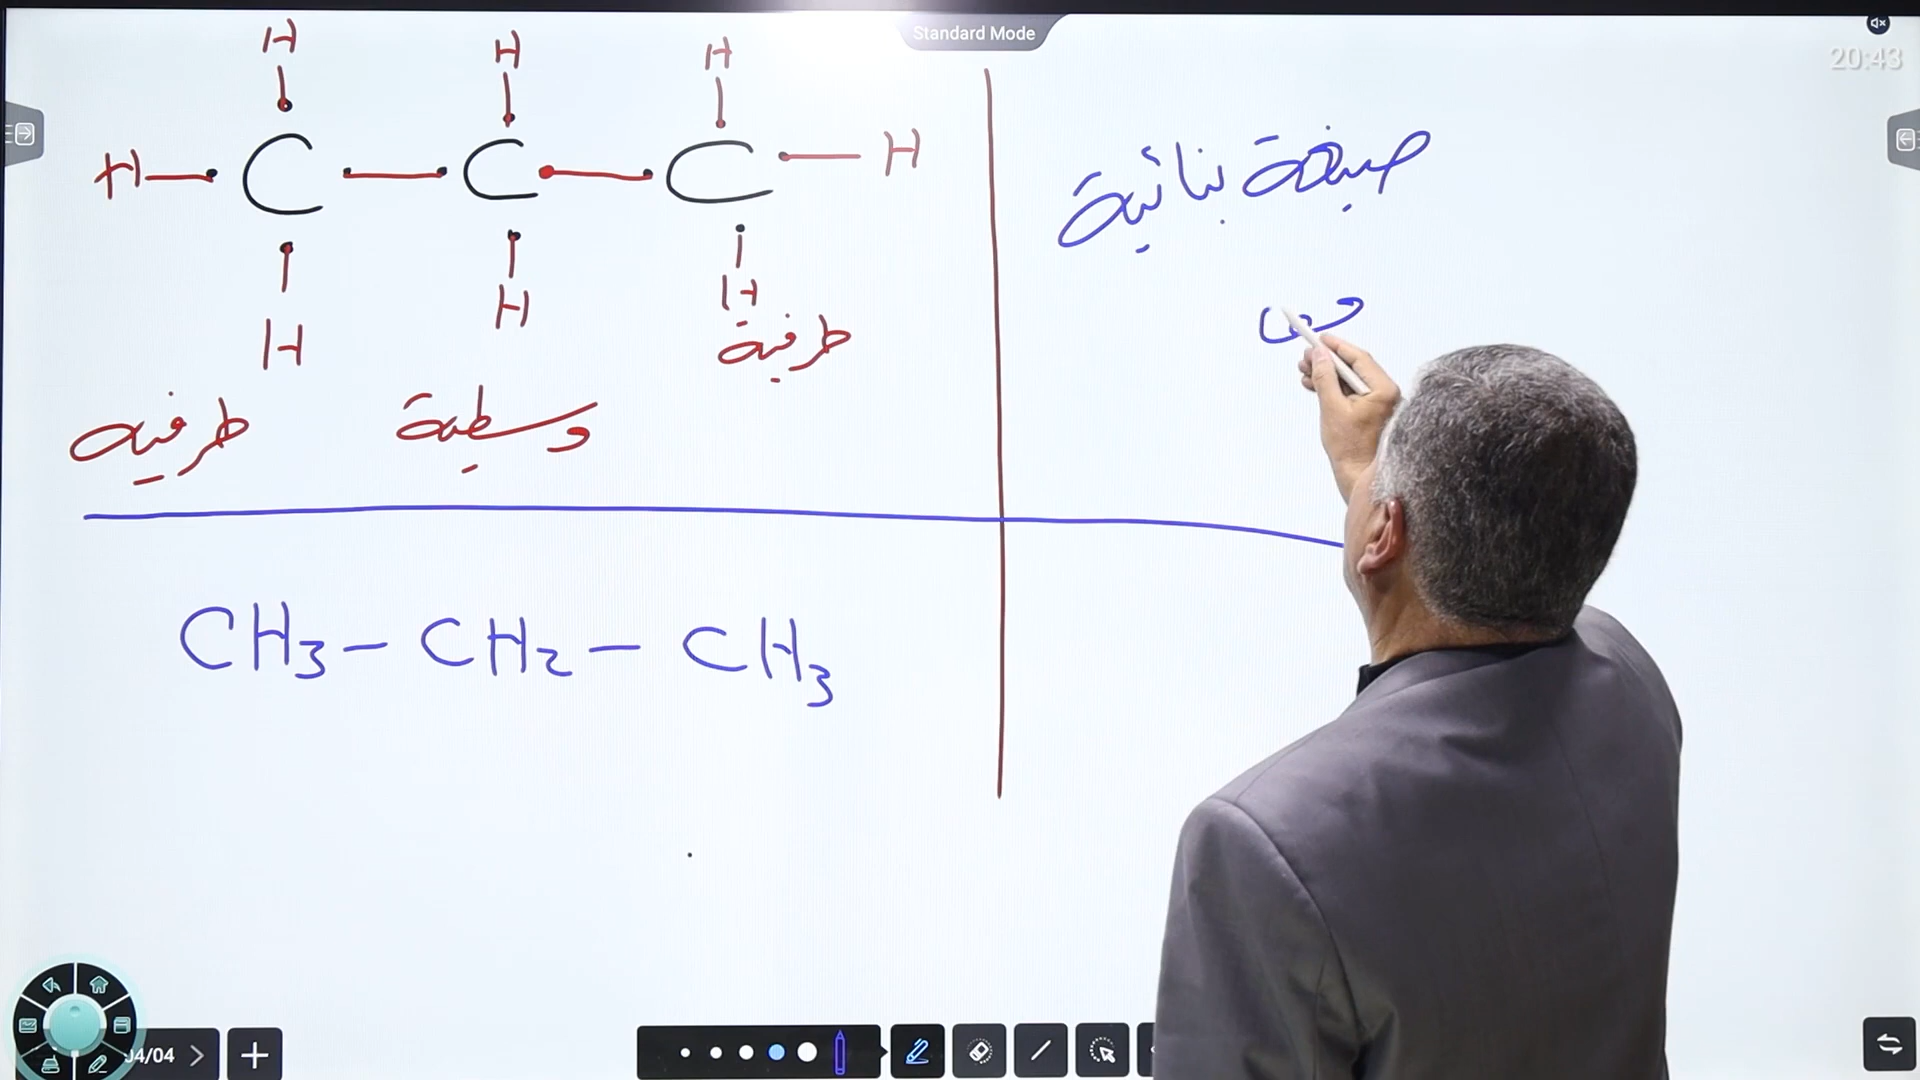 Standard Mode
20:43
H H H
H — C — C — C — H
H H H
طرفية وسطية طرفية
صيغة بنائية
CH3 — CH2 — CH3
04/04